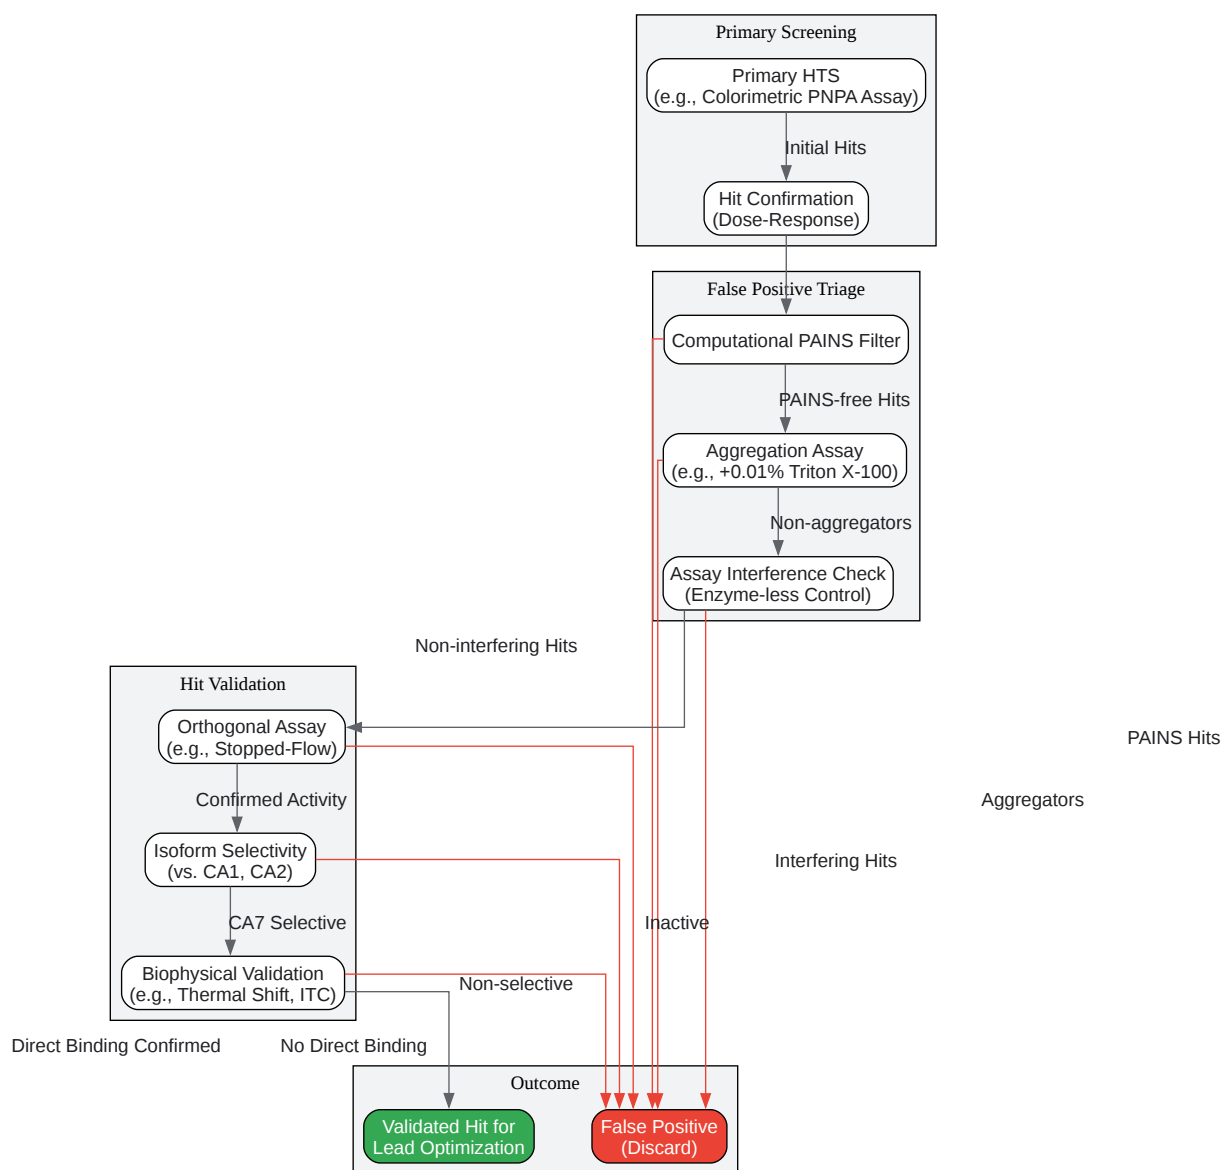 Primary Screening
Primary HTS
(e.g., Colorimetric PNPA Assay)
Initial Hits
Hit Confirmation
(Dose-Response)
False Positive Triage
Computational PAINS Filter
PAINS-free Hits
Aggregation Assay
(e.g., +0.01% Triton X-100)
Non-aggregators
Assay Interference Check
(Enzyme-less Control)
Non-interfering Hits
Hit Validation
Orthogonal Assay
(e.g., Stopped-Flow)
PAINS Hits
Confirmed Activity
Aggregators
Isoform Selectivity
(vs. CA1, CA2)
Interfering Hits
CA7 Selective
Inactive
Biophysical Validation
(e.g., Thermal Shift, ITC)
Non-selective
Direct Binding Confirmed
No Direct Binding
Outcome
Validated Hit for
Lead Optimization
False Positive
(Discard)